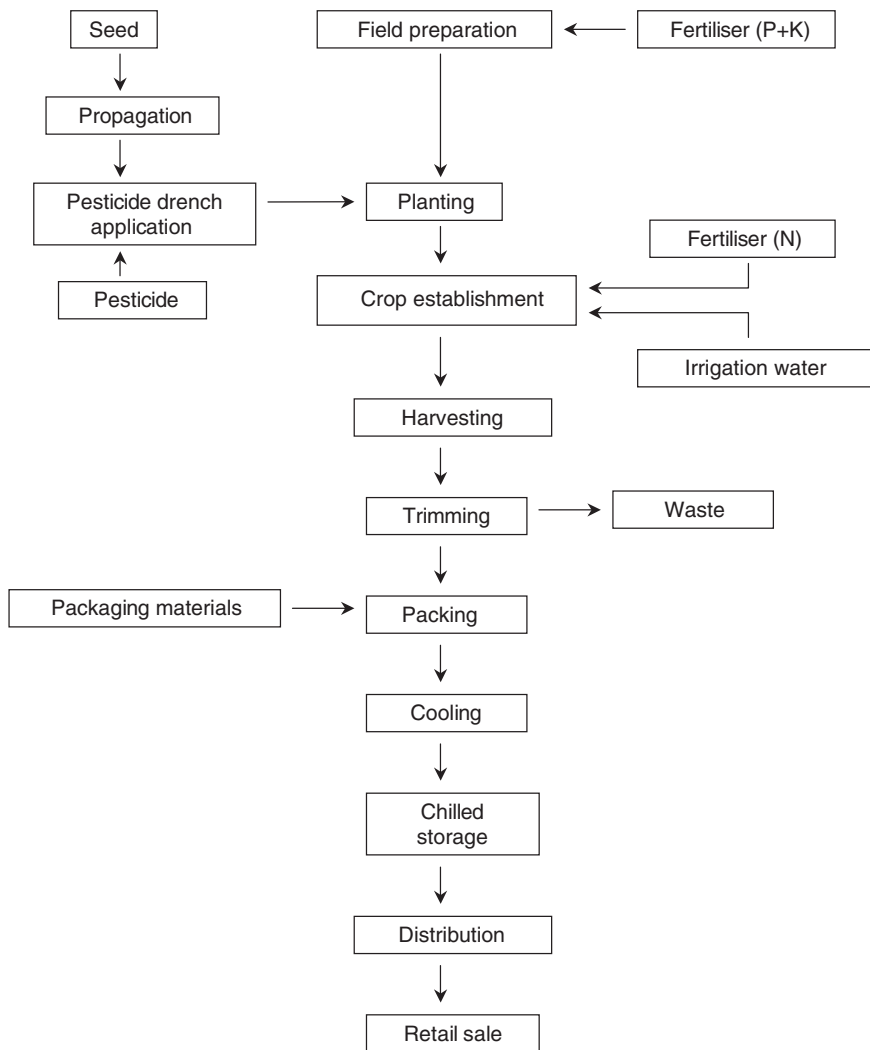 Seed
Field preparation
Fertiliser (P+K)
Propagation
Pesticide drench
application
Planting
Fertiliser (N)
Pesticide
Crop establishment
Irrigation water
Harvesting
Trimming
Waste
Packaging materials
Packing
Cooling
Chilled
storage
Distribution
Retail sale